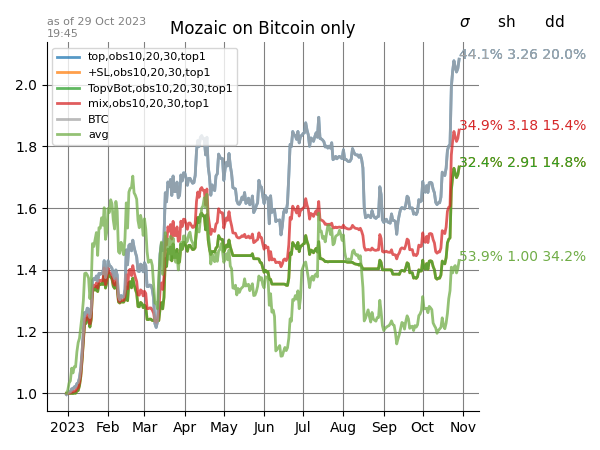 as of 29 Oct 2023
19:45
Mozaic on Bitcoin only
σ sh dd
top,obs10,20,30,top1
+SL,obs10,20,30,top1
TopvBot,obs10,20,30,top1
mix,obs10,20,30,top1
BTC
avg
44.1% 3.26 20.0%
34.9% 3.18 15.4%
32.4% 2.91 14.8%
53.9% 1.00 34.2%
2.0
1.8
1.6
1.4
1.2
1.0
2023 Feb Mar Apr May Jun Jul Aug Sep Oct Nov